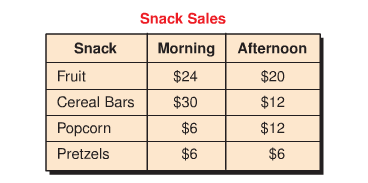 Snack Sales
Snack Morning Afternoon
Fruit $24 $20
Cereal Bars $30 $12
Popcorn $6 $12
Pretzels $6 $6